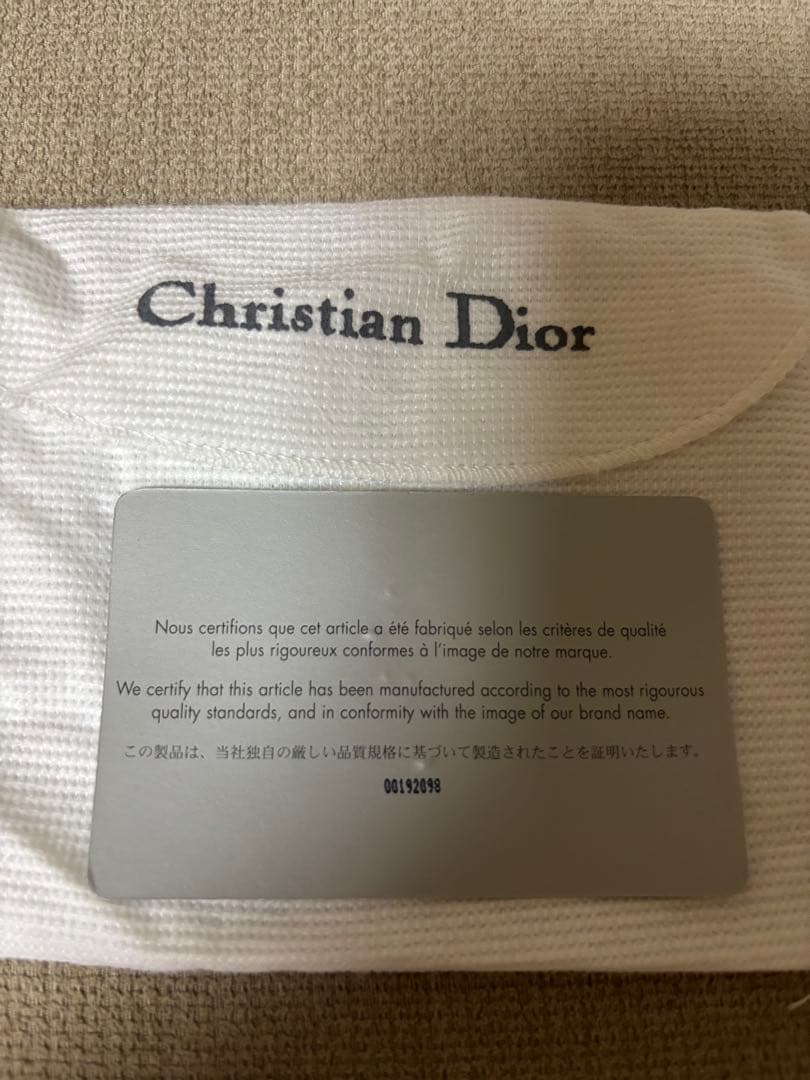 Christian Dior
Nous certifions que cet article a été fabriqué selon les critères de qualité
les plus rigoureux conformes à l'image de notre marque.
We certify that this article has been manufactured according to the most rigourous
quality standards, and in conformity with the image of our brand name.
この製品は、当社独自の厳しい品質規格に基づいて製造されたことを証明いたします。
00192098